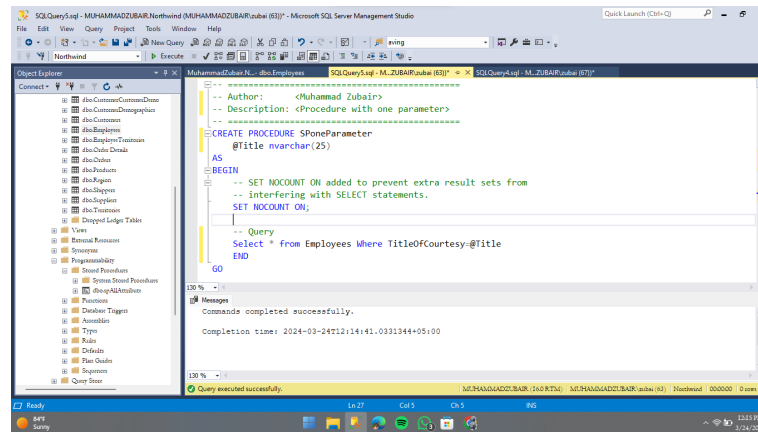 SQLQuery5.sql - MUHAMMADZUBAIR.Northwind (MUHAMMADZUBAIR\zubai (63))* - Microsoft SQL Server Management Studio
Quick Launch (Ctrl+Q)
File Edit View Query Project Tools Window Help
New Query
aving
Northwind
Execute
Object Explorer
MuhammadZubair.N...- dbo.Employees
SQLQuery5.sql - M...ZUBAIR\zubai (63))*
SQLQuery4.sql - M...ZUBAIR\zubai (67))*
Connect
dbo.CustomerCustomerDemo
dbo.CustomerDemographics
dbo.Customers
dbo.Employees
dbo.EmployeeTerritories
dbo.Order Details
dbo.Orders
dbo.Products
dbo.Region
dbo.Shippers
dbo.Suppliers
dbo.Territories
Dropped Ledger Tables
Views
External Resources
Synonyms
Programmability
Stored Procedures
System Stored Procedures
dbo.spAllAttribute
Functions
Database Triggers
Assemblies
Types
Rules
Defaults
Plan Guides
Sequences
Query Store
-- =============================================
-- Author: <Muhammad Zubair>
-- Description: <Procedure with one parameter>
-- =============================================
CREATE PROCEDURE SPoneParameter
@Title nvarchar(25)
AS
BEGIN
-- SET NOCOUNT ON added to prevent extra result sets from
-- interfering with SELECT statements.
SET NOCOUNT ON;
-- Query
Select * from Employees Where TitleOfCourtesy=@Title
END
GO
130 %
Messages
Commands completed successfully.
Completion time: 2024-03-24T12:14:41.0331344+05:00
130 %
Query executed successfully.
MUHAMMADZUBAIR (16.0 RTM)
MUHAMMADZUBAIR\zubai (63)
Northwind
00:00:00
0 rows
Ready
Ln 27
Col 5
Ch 5
INS
84°F
Sunny
12:15 P
3/24/20